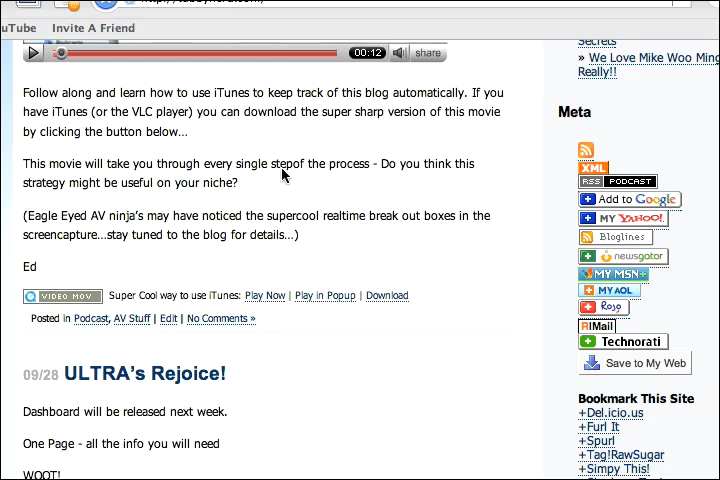 uTube Invite A Friend
00:12 share
Follow along and learn how to use iTunes to keep track of this blog automatically. If you
have iTunes (or the VLC player) you can download the super sharp version of this movie
by clicking the button below...
This movie will take you through every single stepof the process - Do you think this
strategy might be useful on your niche?
(Eagle Eyed AV ninja's may have noticed the supercool realtime break out boxes in the
screencapture...stay tuned to the blog for details...)
Ed
VIDEO MOV Super Cool way to use iTunes: Play Now | Play in Popup | Download
Posted in Podcast, AV Stuff | Edit | No Comments »
09/28 ULTRA's Rejoice!
Dashboard will be released next week.
One Page - all the info you will need
WOOT!
Secrets
» We Love Mike Woo Ming
Really!!
Meta
XML
RSS PODCAST
+ Add to Google
+ MY YAHOO!
Bloglines
+ newsgator
MY MSN+
+ MY AOL
+ Rojo
R|Mail
+ Technorati
Save to My Web
Bookmark This Site
+Del.icio.us
+Furl It
+Spurl
+Tag!RawSugar
+Simpy This!